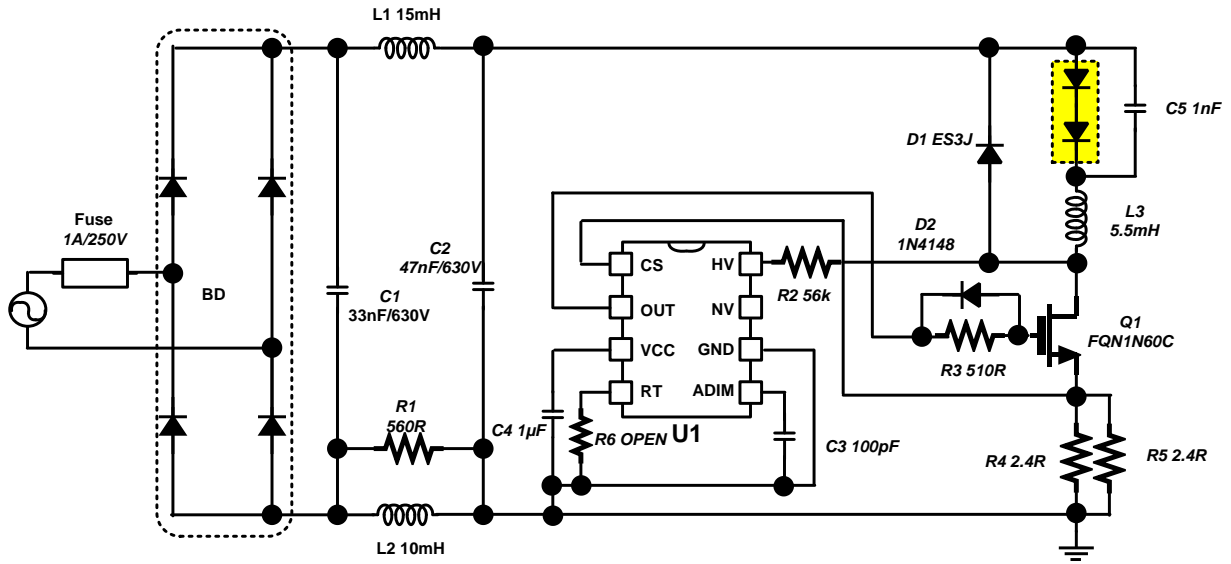 L1 15mH
C5 1nF
D1 ES3J
L3
5.5mH
Fuse
1A/250V
D2
1N4148
C2
47nF/630V
CS
HV
BD
C1
33nF/630V
R2 56k
OUT
NV
Q1
FQN1N60C
VCC
GND
R3 510R
RT
ADIM
R1
560R
C4 1µF
R6 OPEN
U1
C3 100pF
R4 2.4R
R5 2.4R
L2 10mH